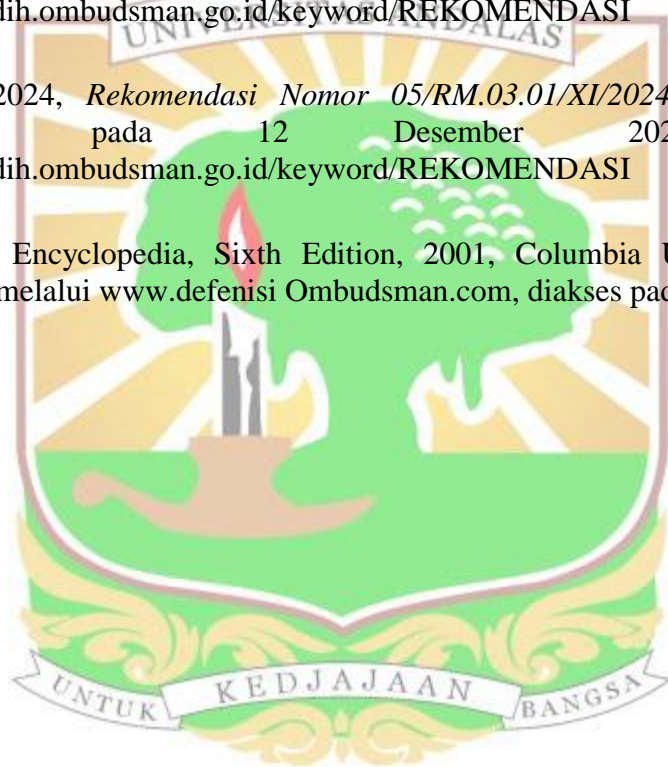 dih.ombudsman.go.id/keyword/REKOMENDASI
UNIVERSITAS ANDALAS
2024, Rekomendasi Nomor 05/RM.03.01/XI/2024
pada 12 Desember
dih.ombudsman.go.id/keyword/REKOMENDASI
Encyclopedia, Sixth Edition, 2001, Columbia
melalui www.defenisi Ombudsman.com, diakses
UNTUK KEDJAJAAN BANGSA